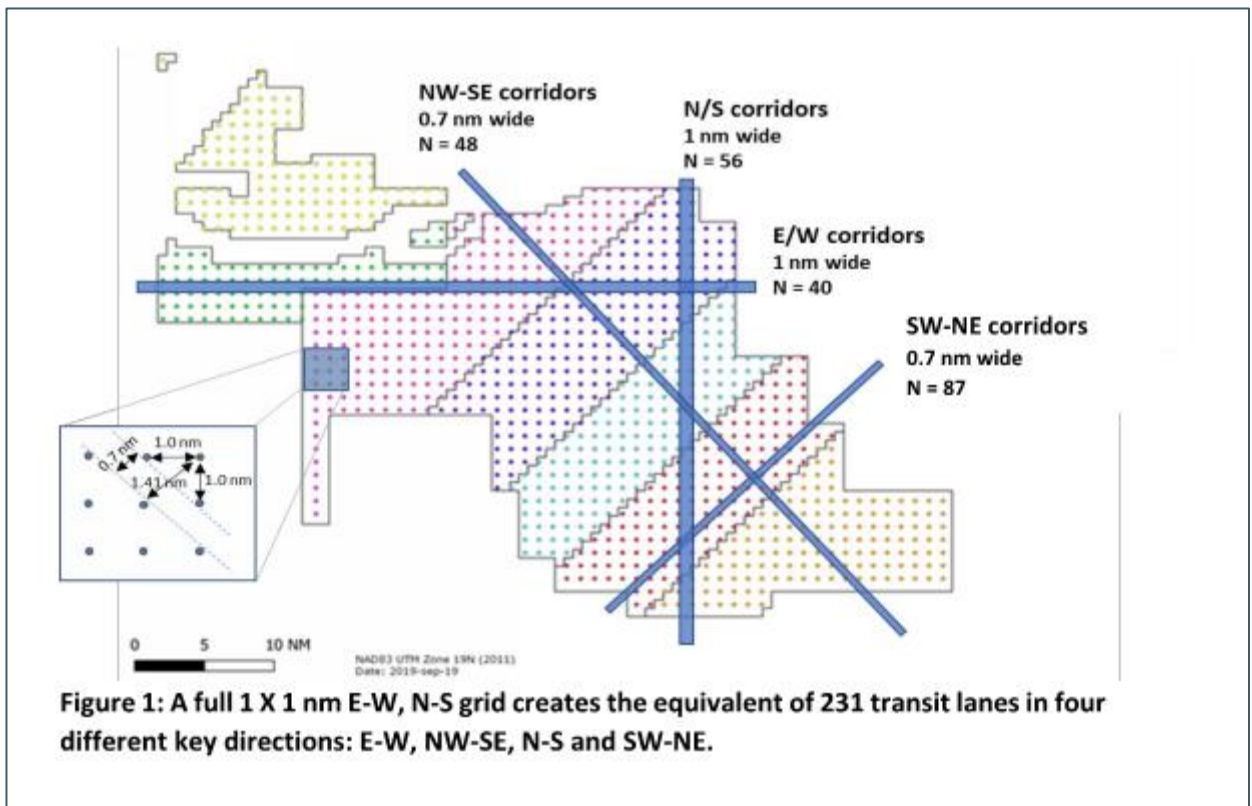 NW-SE corridors
0.7 nm wide
N = 48
N/S corridors
1 nm wide
N = 56
E/W corridors
1 nm wide
N = 40
SW-NE corridors
0.7 nm wide
N = 87
0.7 nm
1.0 nm
1.41 nm
1.0 nm
0 5 10 NM
NAD83 UTM Zone 19N (2011)
Date: 2019-sep-19
Figure 1: A full 1 X 1 nm E-W, N-S grid creates the equivalent of 231 transit lanes in four
different key directions: E-W, NW-SE, N-S and SW-NE.